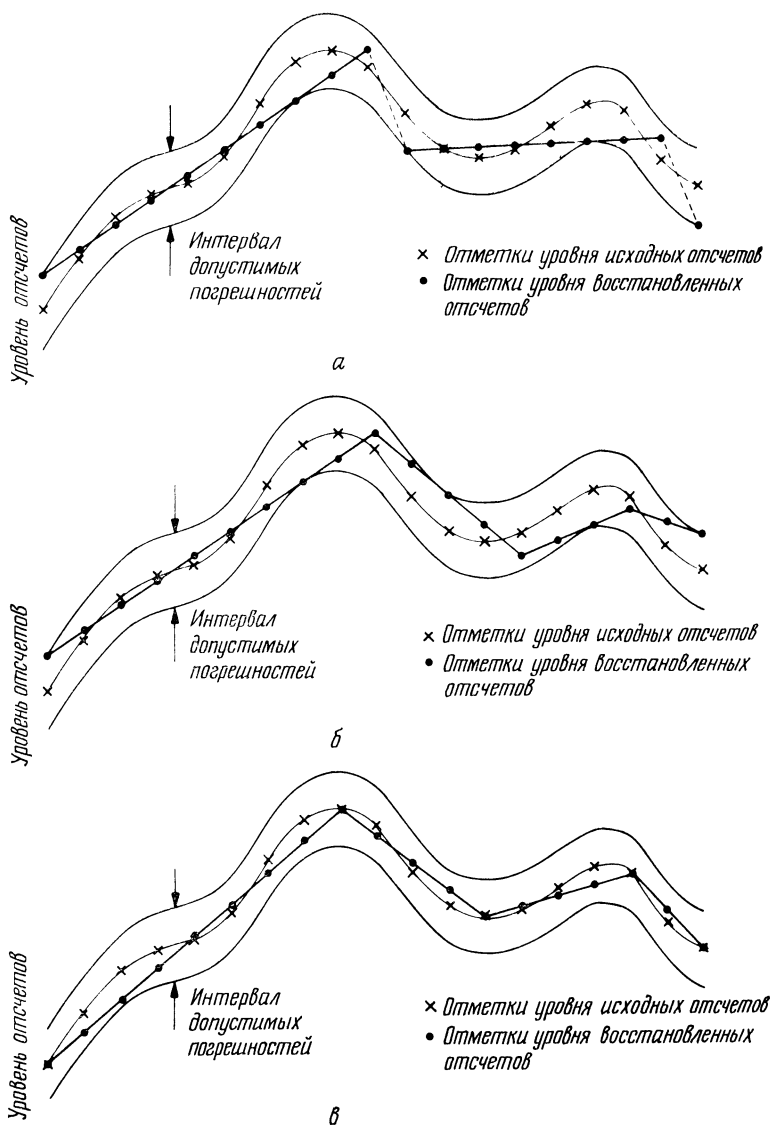 Уровень отсчетов
Интервал
допустимых
погрешностей
× Отметки уровня исходных отсчетов
• Отметки уровня восстановленных
отсчетов
а
Уровень отсчетов
Интервал
допустимых
погрешностей
× Отметки уровня исходных отсчетов
• Отметки уровня восстановленных
отсчетов
б
Уровень отсчетов
Интервал
допустимых
погрешностей
× Отметки уровня исходных отсчетов
• Отметки уровня восстановленных
отсчетов
в